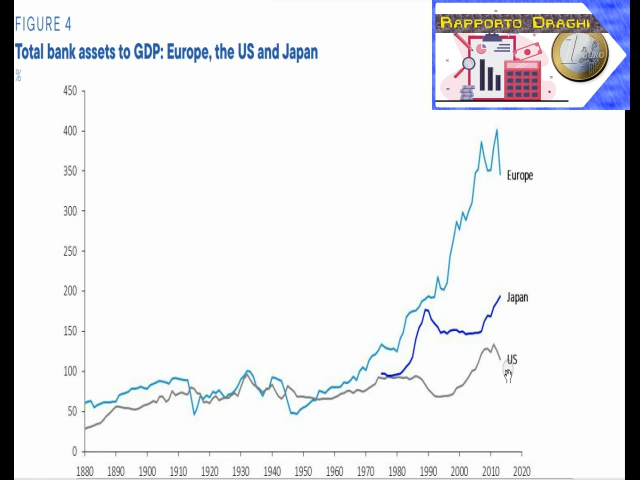 FIGURE 4
RAPPORTO DRAGHI
Total bank assets to GDP: Europe, the US and Japan
450
400
350
300
250
200
150
100
50
0
Europe
Japan
US
1880 1890 1900 1910 1920 1930 1940 1950 1960 1970 1980 1990 2000 2010 2020